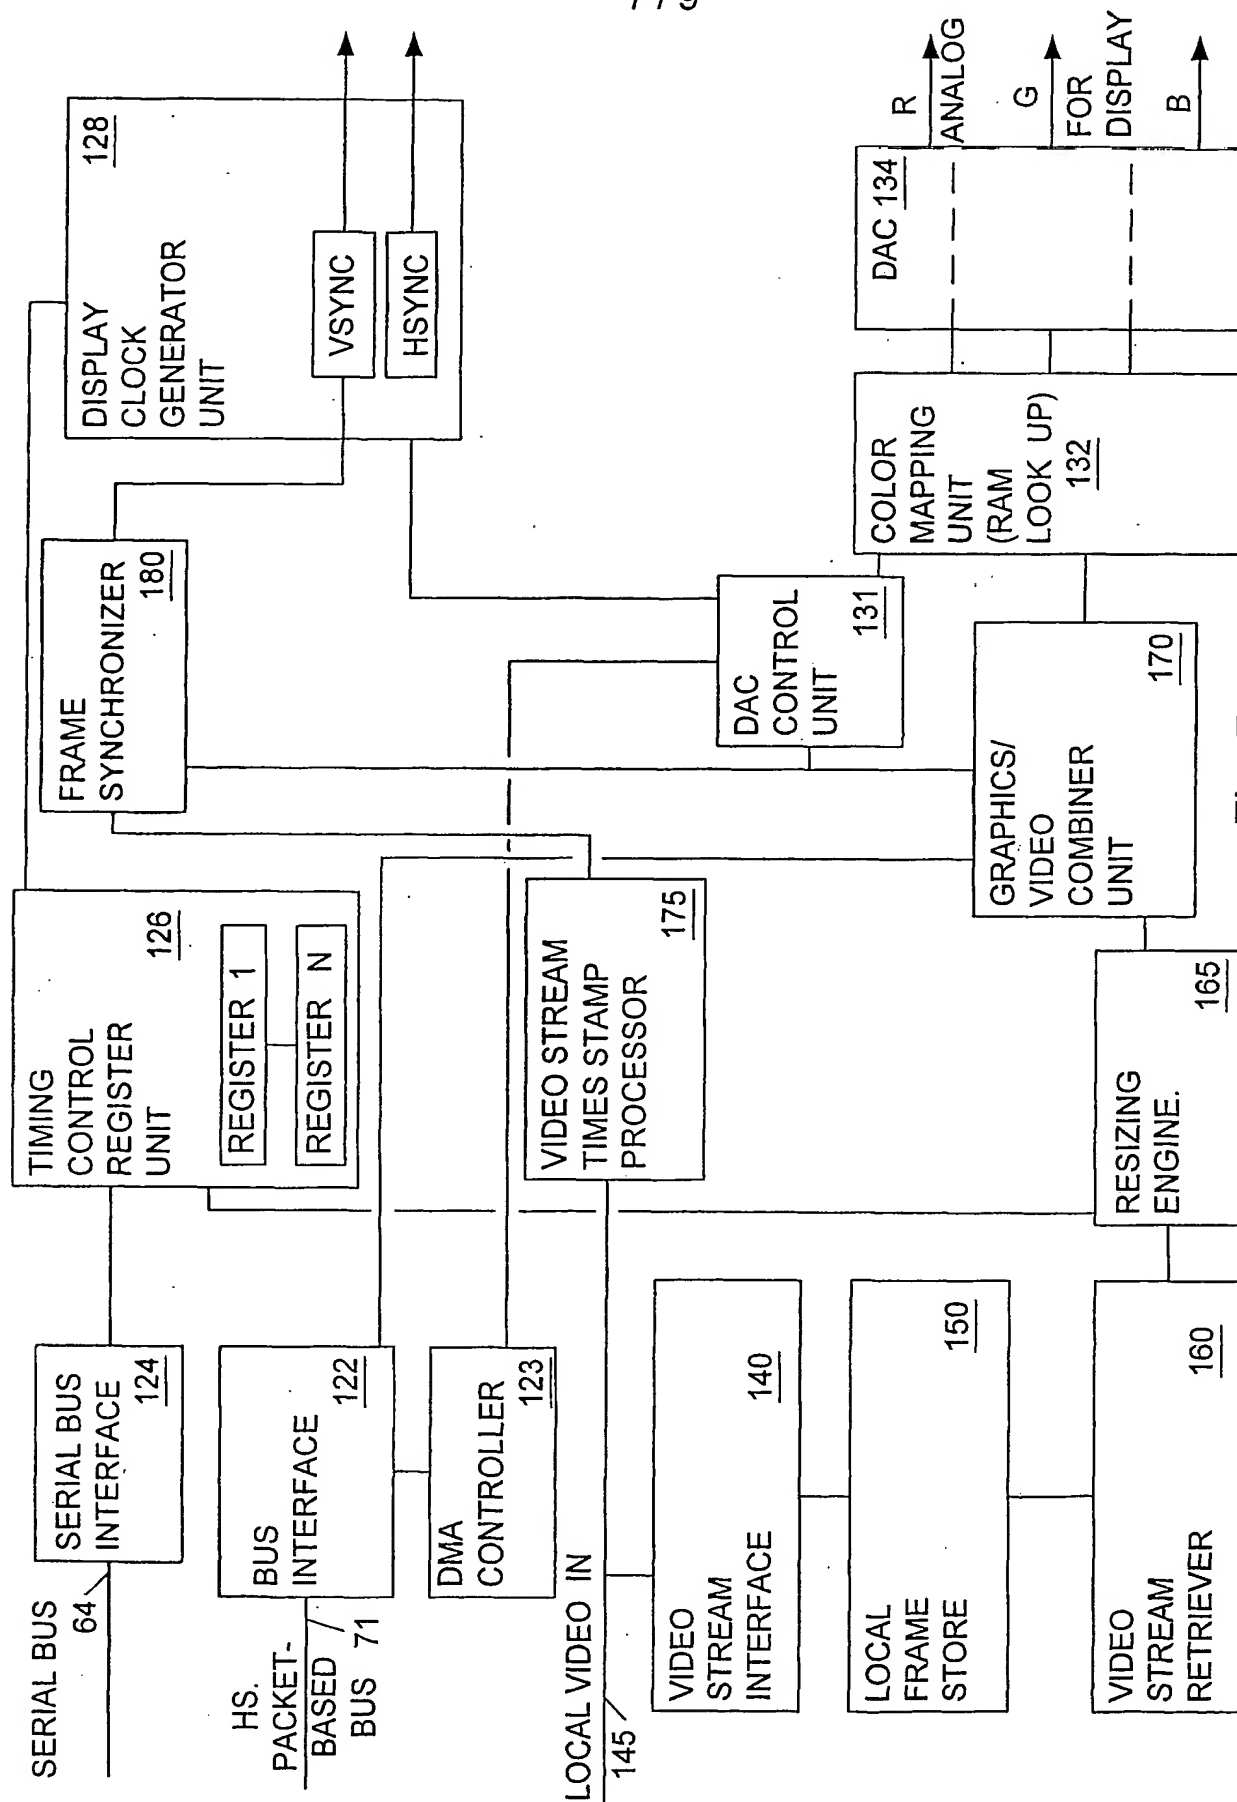 SERIAL BUS
64
SERIAL BUS
INTERFACE
124
TIMING
CONTROL
REGISTER
UNIT
126
REGISTER 1
REGISTER N
FRAME
SYNCHRONIZER
180
DISPLAY
CLOCK
GENERATOR
UNIT
128
VSYNC
HSYNC
HS.
PACKET-
BASED
BUS
71
BUS
INTERFACE
122
DMA
CONTROLLER
123
LOCAL VIDEO IN
145
VIDEO STREAM
TIMES STAMP
PROCESSOR
175
VIDEO
STREAM
INTERFACE
140
LOCAL
FRAME
STORE
150
VIDEO
STREAM
RETRIEVER
160
RESIZING
ENGINE.
165
GRAPHICS/
VIDEO
COMBINER
UNIT
170
DAC
CONTROL
UNIT
131
COLOR
MAPPING
UNIT
(RAM
LOOK UP)
132
DAC 134
R
ANALOG
G
FOR
DISPLAY
B